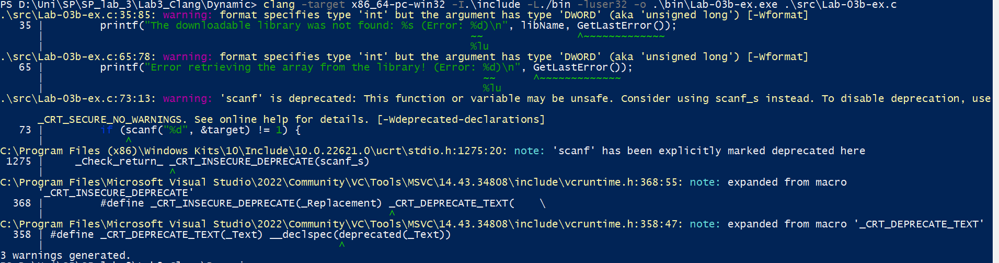 PS D:\Uni\SP\SP_lab_3\Lab3_Clang\Dynamic> clang -target x86_64-pc-win32 -I.\include -L./bin -luser32 -o .\bin\Lab-03b-ex.exe .\src\Lab-03b-ex.c
.\src\Lab-03b-ex.c:35:85: warning: format specifies type 'int' but the argument has type 'DWORD' (aka 'unsigned long') [-Wformat]
   35 |         printf("The downloadable library was not found: %s (Error: %d)\n", libName, GetLastError());
      |                                                                    ~~               ^~~~~~~~~~~~~~
      |                                                                    %lu
.\src\Lab-03b-ex.c:65:78: warning: format specifies type 'int' but the argument has type 'DWORD' (aka 'unsigned long') [-Wformat]
   65 |         printf("Error retrieving the array from the library! (Error: %d)\n", GetLastError());
      |                                                                      ~~      ^~~~~~~~~~~~~~
      |                                                                      %lu
.\src\Lab-03b-ex.c:73:13: warning: 'scanf' is deprecated: This function or variable may be unsafe. Consider using scanf_s instead. To disable deprecation, use
      _CRT_SECURE_NO_WARNINGS. See online help for details. [-Wdeprecated-declarations]
   73 |         if (scanf("%d", &target) != 1) {
      |             ^
C:\Program Files (x86)\Windows Kits\10\Include\10.0.22621.0\ucrt\stdio.h:1275:20: note: 'scanf' has been explicitly marked deprecated here
 1275 |     _Check_return_ _CRT_INSECURE_DEPRECATE(scanf_s)
      |                    ^
C:\Program Files\Microsoft Visual Studio\2022\Community\VC\Tools\MSVC\14.43.34808\include\vcruntime.h:368:55: note: expanded from macro
      '_CRT_INSECURE_DEPRECATE'
  368 |         #define _CRT_INSECURE_DEPRECATE(_Replacement) _CRT_DEPRECATE_TEXT(    \
      |                                                       ^
C:\Program Files\Microsoft Visual Studio\2022\Community\VC\Tools\MSVC\14.43.34808\include\vcruntime.h:358:47: note: expanded from macro '_CRT_DEPRECATE_TEXT'
  358 | #define _CRT_DEPRECATE_TEXT(_Text) __declspec(deprecated(_Text))
      |                                               ^
3 warnings generated.